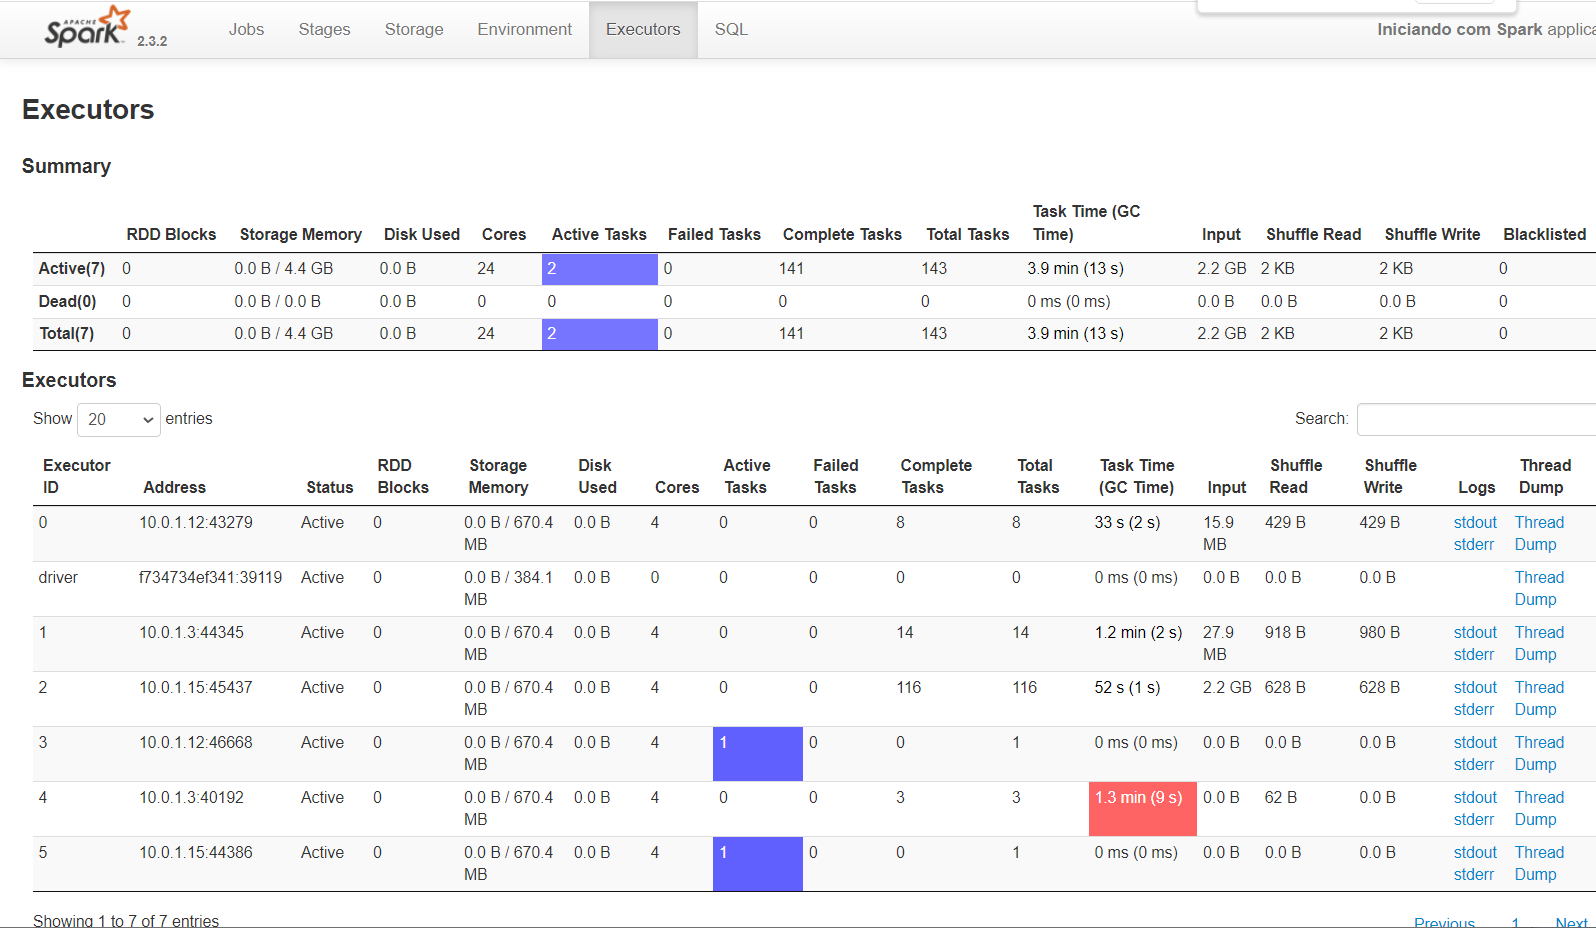 APACHE
Spark 2.3.2 Jobs Stages Storage Environment Executors SQL Iniciando com Spark applica
Executors
Summary
RDD Blocks Storage Memory Disk Used Cores Active Tasks Failed Tasks Complete Tasks Total Tasks Task Time (GC Time) Input Shuffle Read Shuffle Write Blacklisted
Active(7) 0 0.0 B / 4.4 GB 0.0 B 24 2 0 141 143 3.9 min (13 s) 2.2 GB 2 KB 2 KB 0
Dead(0) 0 0.0 B / 0.0 B 0.0 B 0 0 0 0 0 0 ms (0 ms) 0.0 B 0.0 B 0.0 B 0
Total(7) 0 0.0 B / 4.4 GB 0.0 B 24 2 0 141 143 3.9 min (13 s) 2.2 GB 2 KB 2 KB 0
Executors
Show 20 entries Search:
Executor ID Address Status RDD Blocks Storage Memory Disk Used Cores Active Tasks Failed Tasks Complete Tasks Total Tasks Task Time (GC Time) Input Shuffle Read Shuffle Write Logs Thread Dump
0 10.0.1.12:43279 Active 0 0.0 B / 670.4 MB 0.0 B 4 0 0 8 8 33 s (2 s) 15.9 MB 429 B 429 B stdout stderr Thread Dump
driver f734734ef341:39119 Active 0 0.0 B / 384.1 MB 0.0 B 0 0 0 0 0 0 ms (0 ms) 0.0 B 0.0 B 0.0 B Thread Dump
1 10.0.1.3:44345 Active 0 0.0 B / 670.4 MB 0.0 B 4 0 0 14 14 1.2 min (2 s) 27.9 MB 918 B 980 B stdout stderr Thread Dump
2 10.0.1.15:45437 Active 0 0.0 B / 670.4 MB 0.0 B 4 0 0 116 116 52 s (1 s) 2.2 GB 628 B 628 B stdout stderr Thread Dump
3 10.0.1.12:46668 Active 0 0.0 B / 670.4 MB 0.0 B 4 1 0 0 1 0 ms (0 ms) 0.0 B 0.0 B 0.0 B stdout stderr Thread Dump
4 10.0.1.3:40192 Active 0 0.0 B / 670.4 MB 0.0 B 4 0 0 3 3 1.3 min (9 s) 0.0 B 62 B 0.0 B stdout stderr Thread Dump
5 10.0.1.15:44386 Active 0 0.0 B / 670.4 MB 0.0 B 4 1 0 0 1 0 ms (0 ms) 0.0 B 0.0 B 0.0 B stdout stderr Thread Dump
Showing 1 to 7 of 7 entries Previous 1 Next